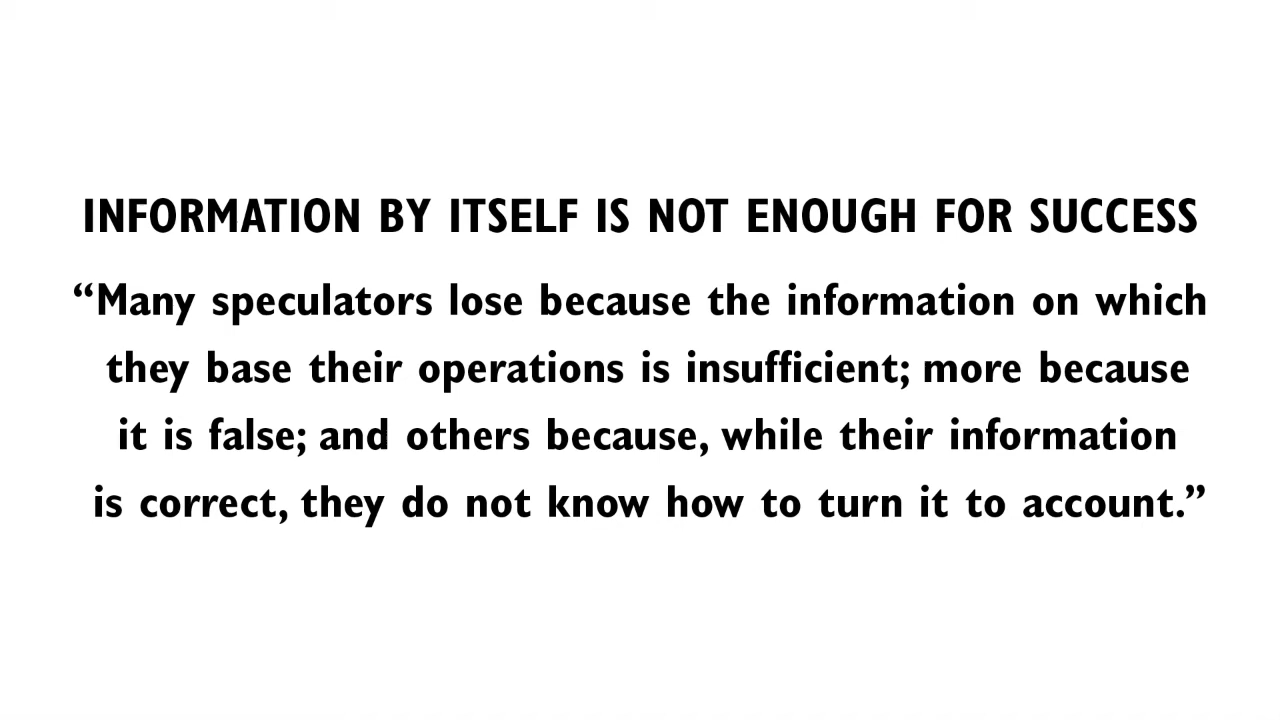 INFORMATION BY ITSELF IS NOT ENOUGH FOR SUCCESS
“Many speculators lose because the information on which
they base their operations is insufficient; more because
it is false; and others because, while their information
is correct, they do not know how to turn it to account.”